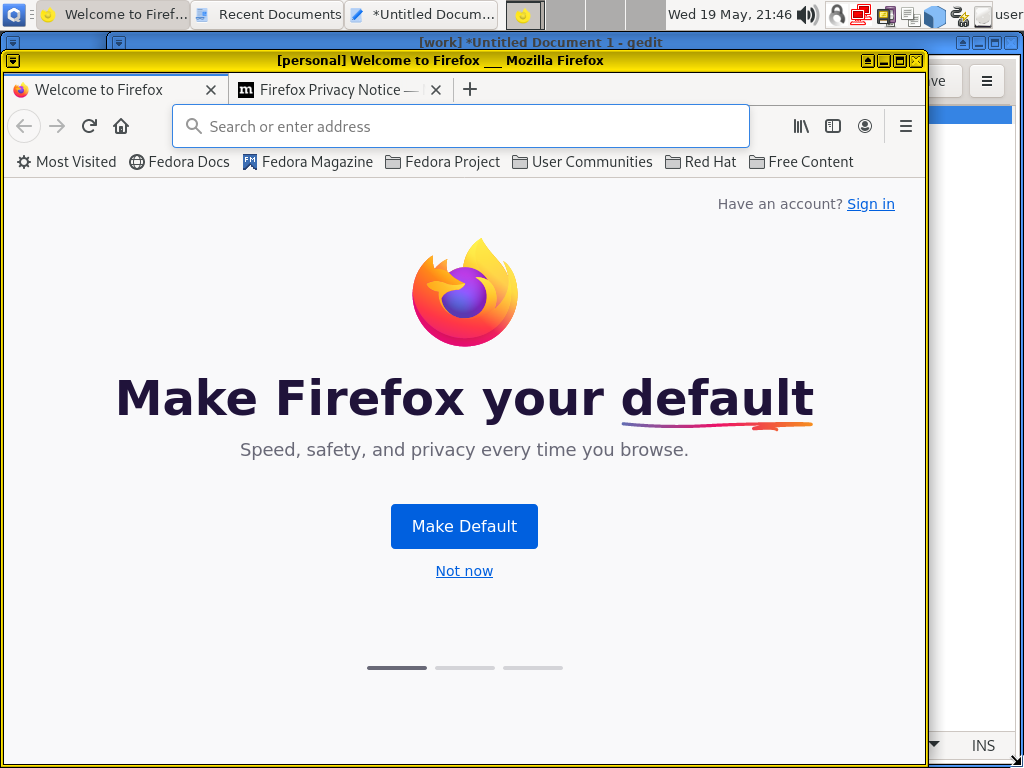 Welcome to Firef...
Recent Documents
*Untitled Docum...
Wed 19 May, 21:46
user
[work] *Untitled Document 1 - gedit
[personal] Welcome to Firefox ___ Mozilla Firefox
Welcome to Firefox
m
Firefox Privacy Notice —
ve
Search or enter address
Most Visited
Fedora Docs
FM
Fedora Magazine
Fedora Project
User Communities
Red Hat
Free Content
Have an account? Sign in
Make Firefox your default
Speed, safety, and privacy every time you browse.
Make Default
Not now
INS